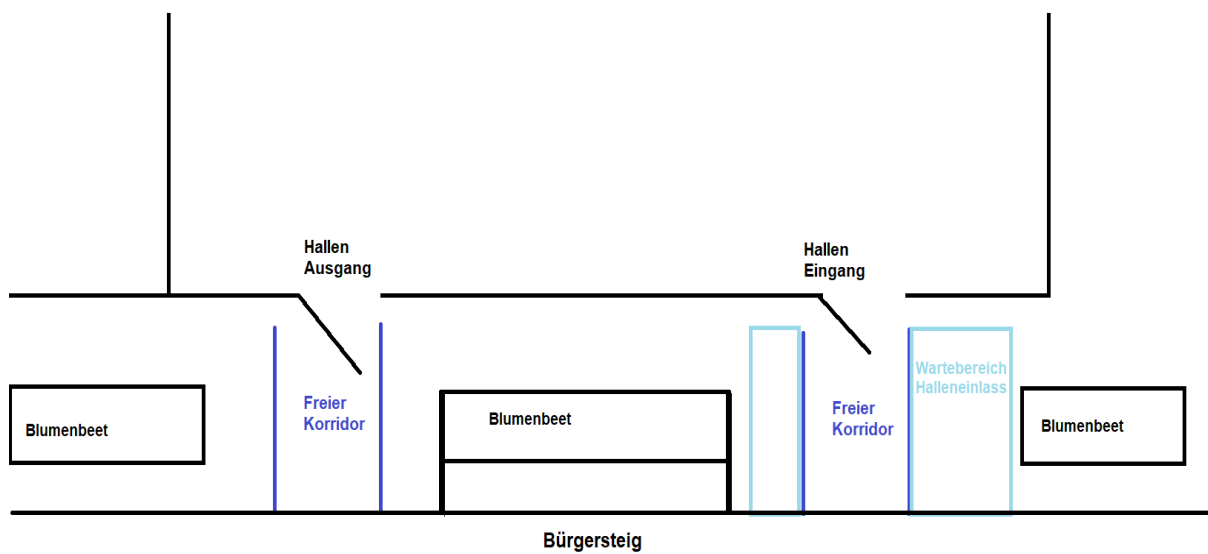 Hallen
Ausgang
Hallen
Eingang
Wartebereich
Halleneinlass
Freier
Korridor
Freier
Korridor
Blumenbeet
Blumenbeet
Blumenbeet
Bürgersteig